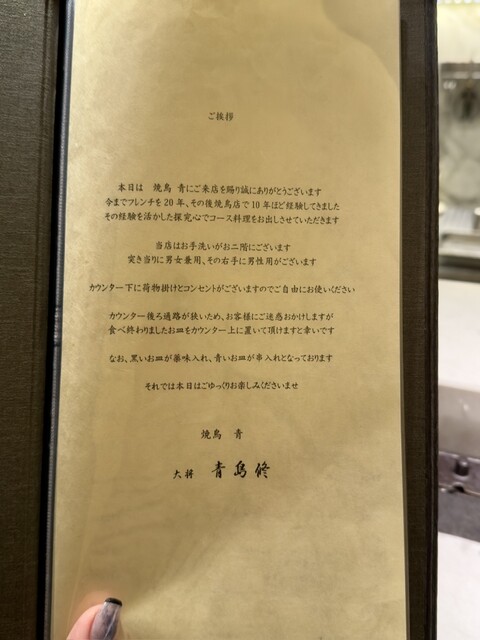 ご挨拶
本日は　焼鳥　青にご来店を賜り誠にありがとうございます
今までフレンチを20年、その後焼鳥店で10年ほど経験してきました
その経験を活かした探究心でコース料理をお出しさせていただきます
当店はお手洗いがお二階にございます
突き当りに男女兼用、その右手に男性用がございます
カウンター下に荷物掛けとコンセントがございますのでご自由にお使いください
カウンター後ろ通路が狭いため、お客様にご迷惑おかけしますが
食べ終わりましたお皿をカウンター上に置いて頂けますと幸いです
なお、黒いお皿が薬味入れ、青いお皿が串入れとなっております
それでは本日はごゆっくりお楽しみくださいませ
焼鳥　青
大将　青島修